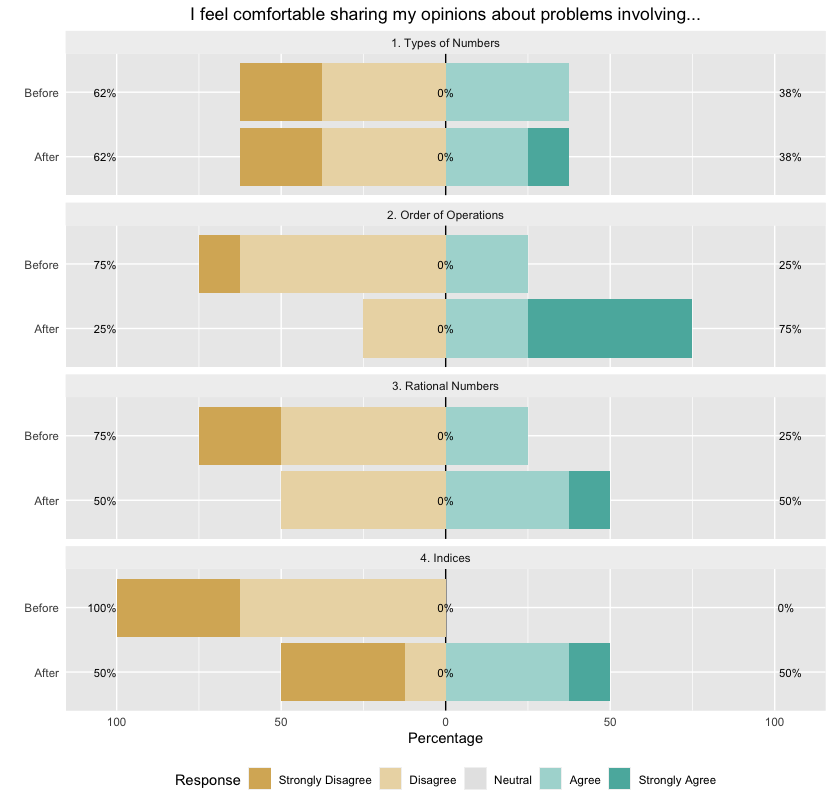 I feel comfortable sharing my opinions about problems involving...
1. Types of Numbers
Before 62% 0% 38%
After 62% 0% 38%
2. Order of Operations
Before 75% 0% 25%
After 25% 0% 75%
3. Rational Numbers
Before 75% 0% 25%
After 50% 0% 50%
4. Indices
Before 100% 0% 0%
After 50% 0% 50%
100 50 0 50 100
Percentage
Response Strongly Disagree Disagree Neutral Agree Strongly Agree